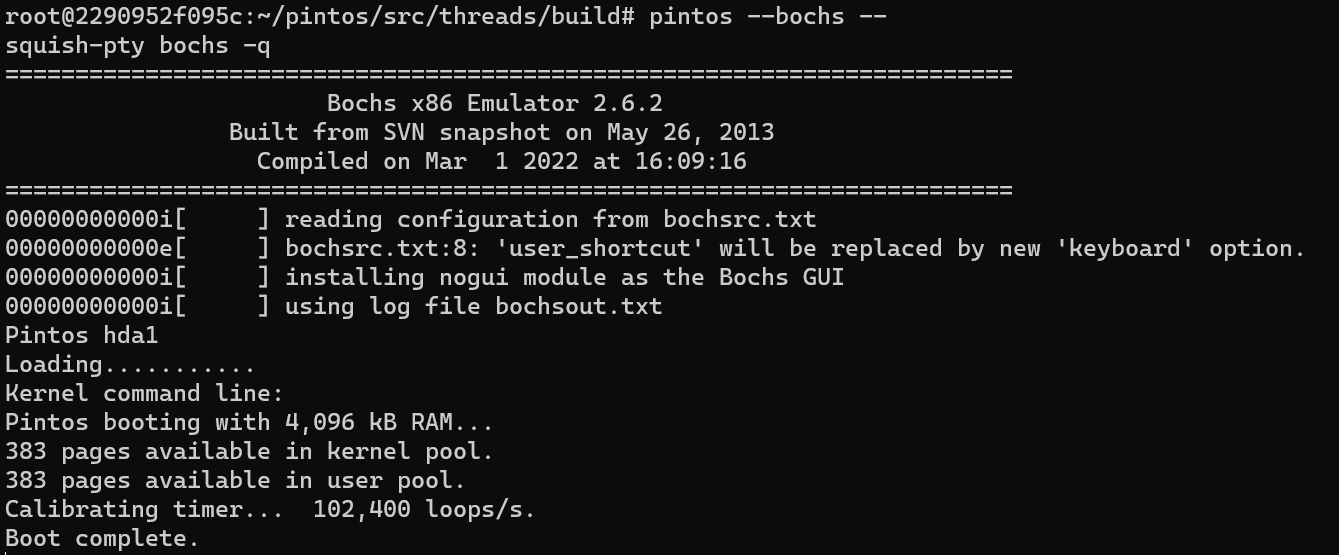 root@2290952f095c:~/pintos/src/threads/build# pintos --bochs --
squish-pty bochs -q
========================================================================
                       Bochs x86 Emulator 2.6.2
                Built from SVN snapshot on May 26, 2013
                  Compiled on Mar  1 2022 at 16:09:16
========================================================================
00000000000i[     ] reading configuration from bochsrc.txt
00000000000e[     ] bochsrc.txt:8: 'user_shortcut' will be replaced by new 'keyboard' option.
00000000000i[     ] installing nogui module as the Bochs GUI
00000000000i[     ] using log file bochsout.txt
Pintos hda1
Loading...........
Kernel command line:
Pintos booting with 4,096 kB RAM...
383 pages available in kernel pool.
383 pages available in user pool.
Calibrating timer...  102,400 loops/s.
Boot complete.